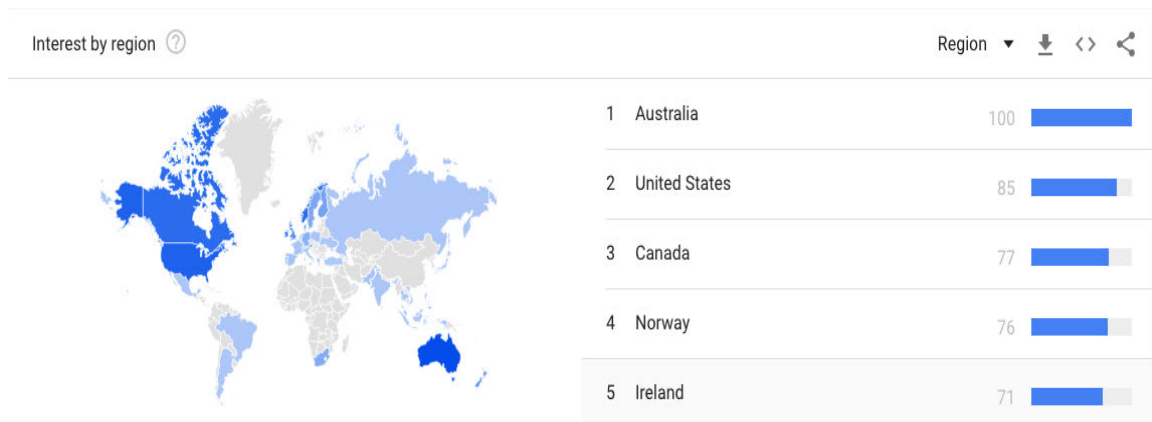 Interest by region ?
Region
1 Australia 100
2 United States 85
3 Canada 77
4 Norway 76
5 Ireland 71